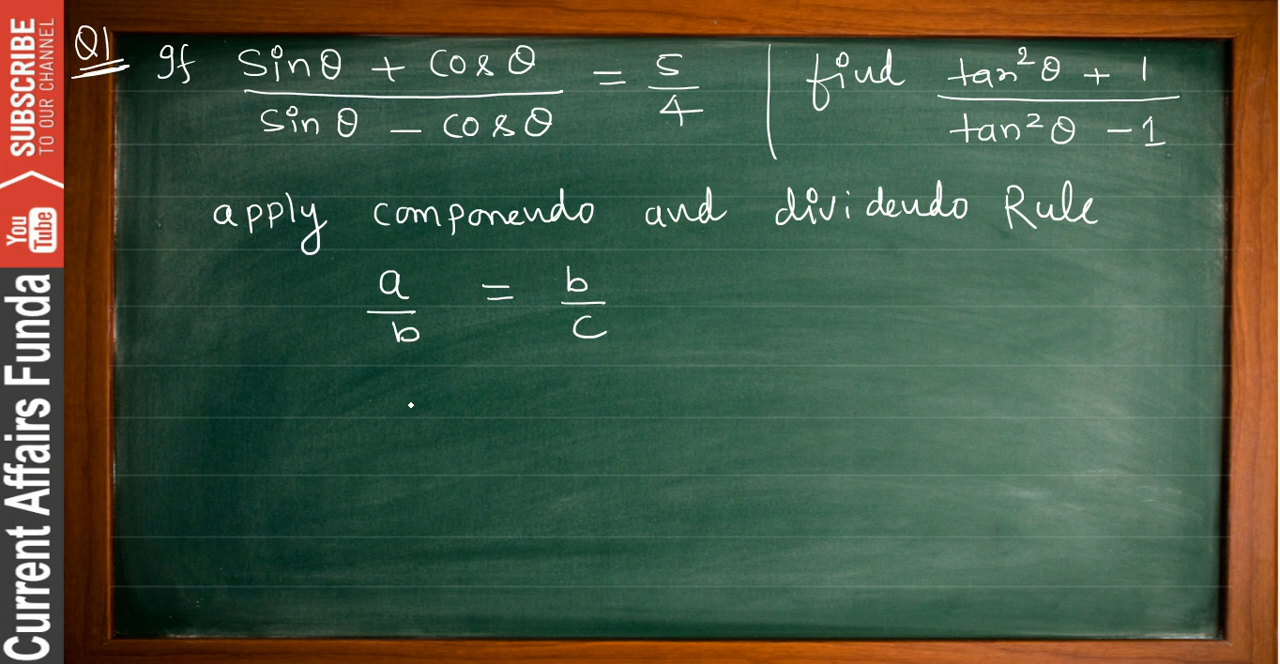 Q1 If sinθ + cosθ / sinθ - cosθ = 5/4 | find tan²θ + 1 / tan²θ - 1
apply componendo and dividendo Rule
a/b = b/c
SUBSCRIBE
TO OUR CHANNEL
You Tube
Current Affairs Funda